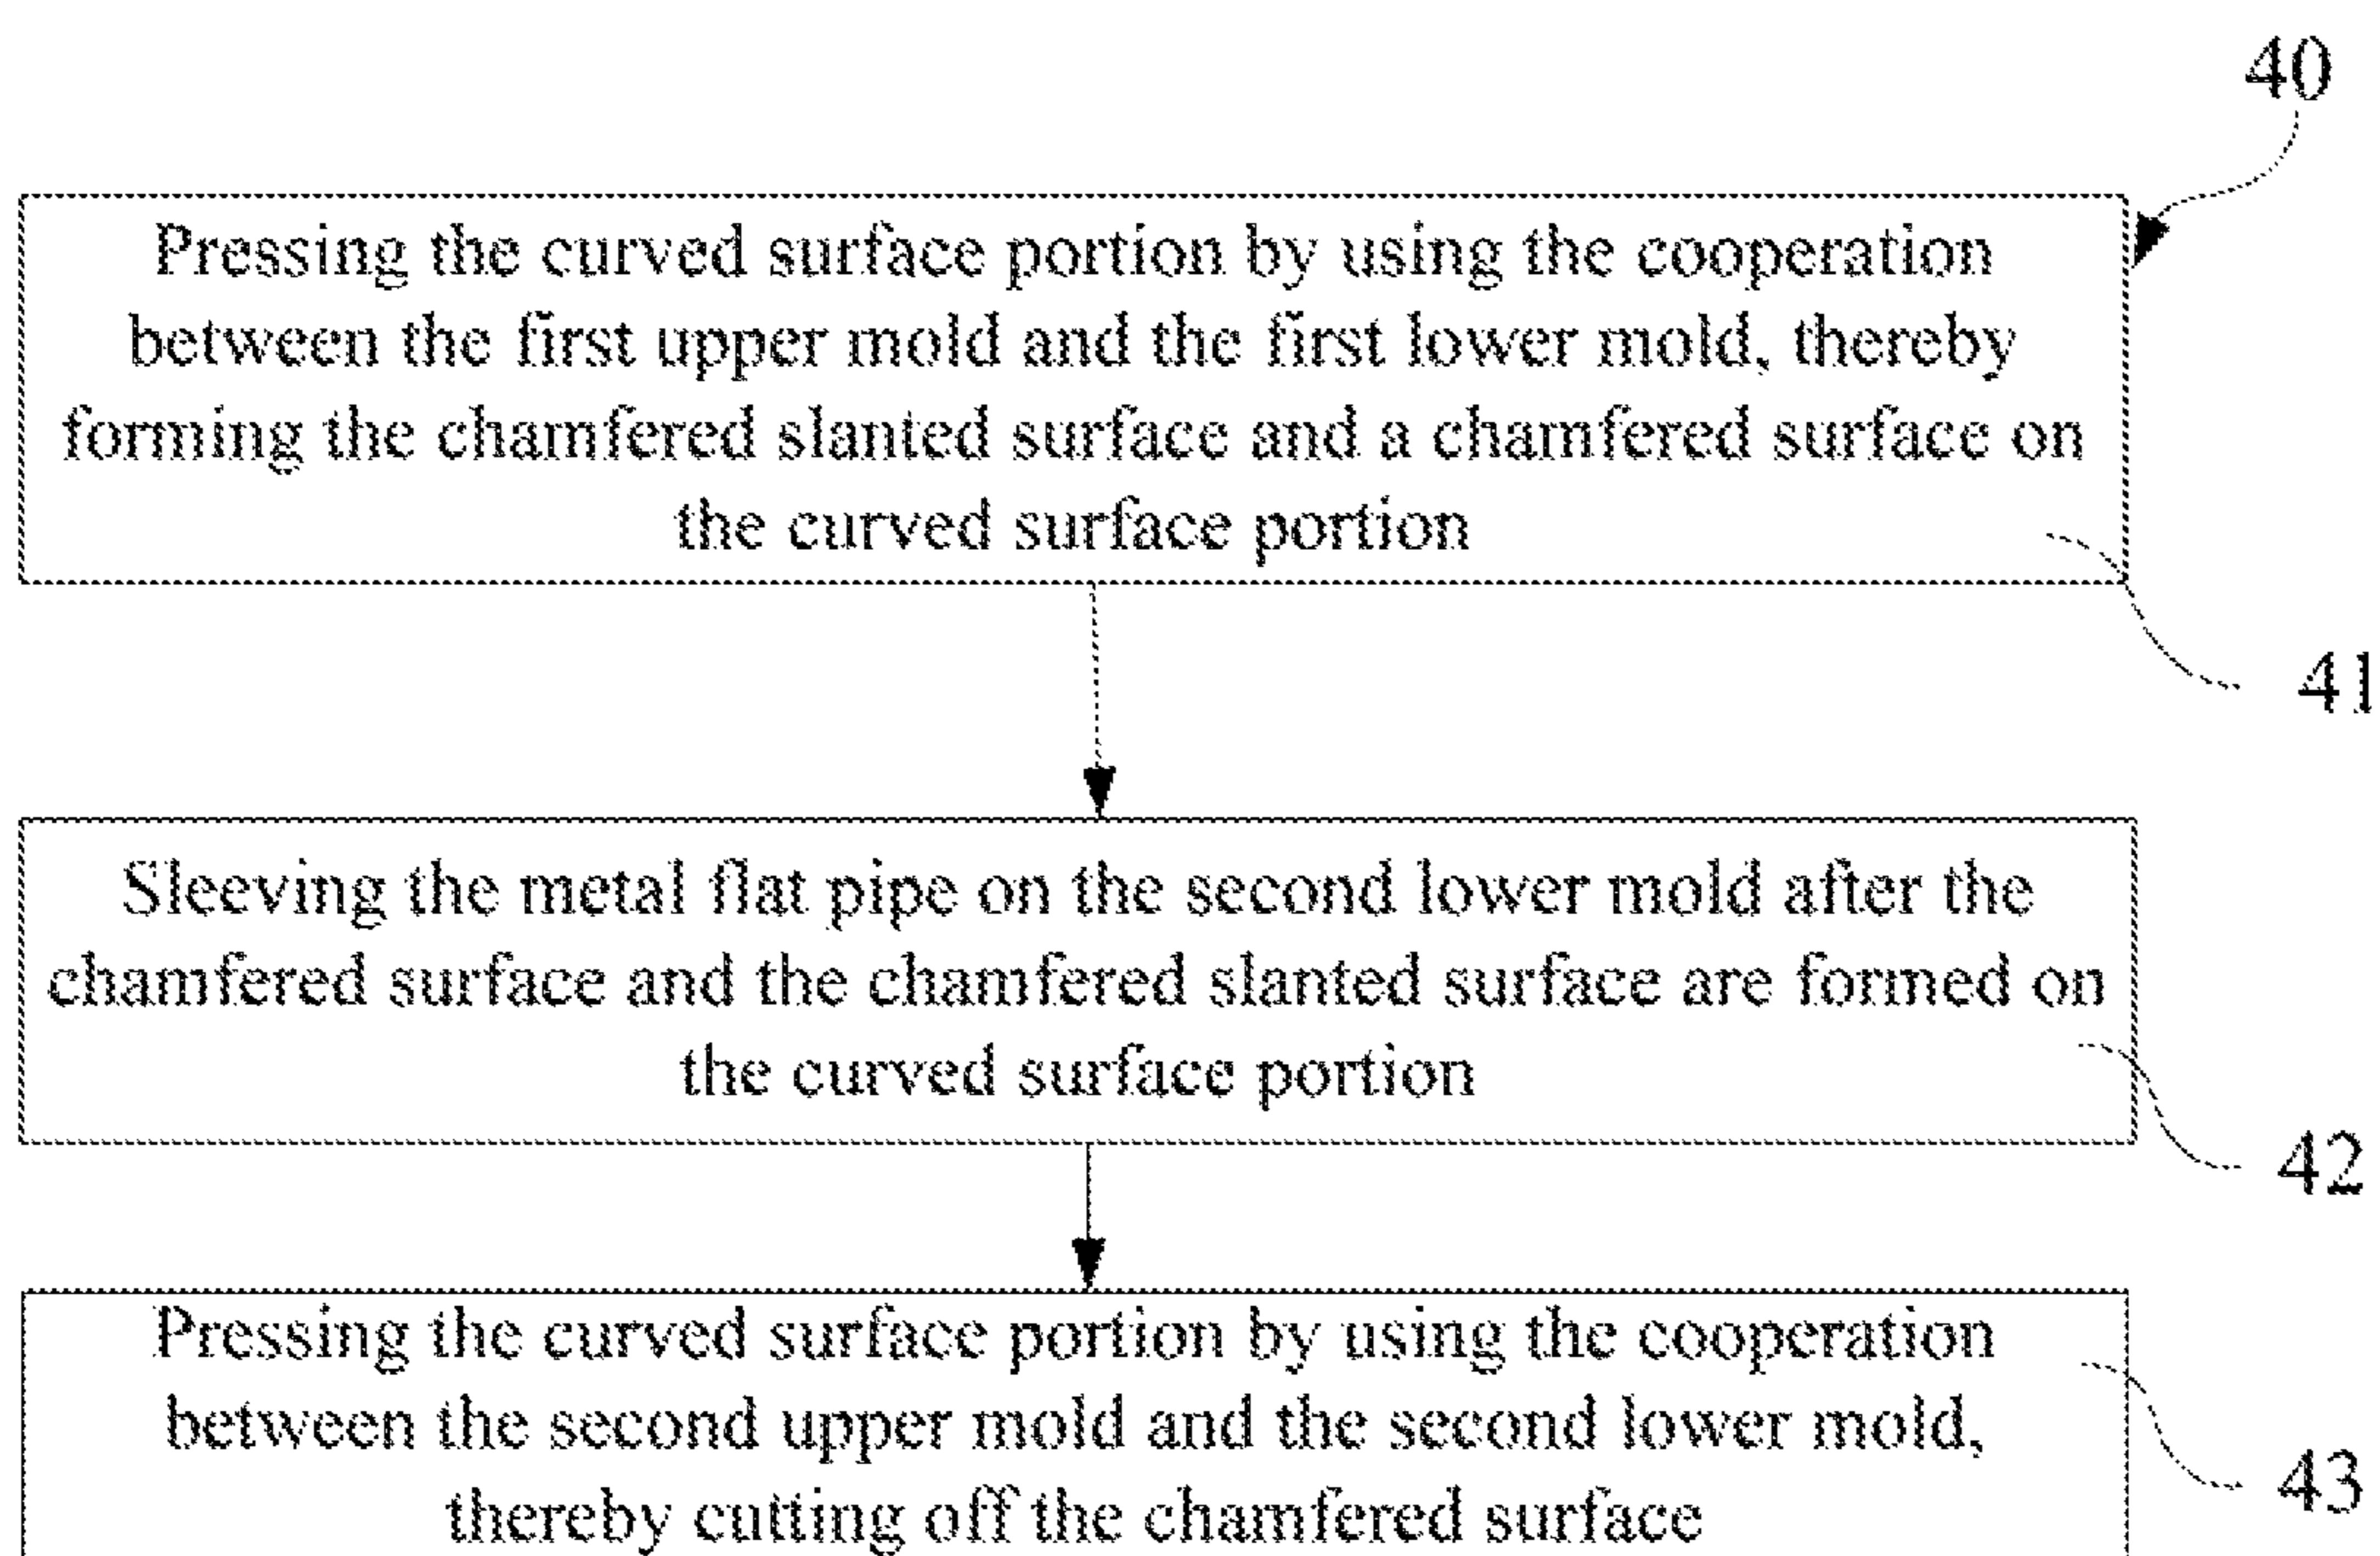 40
Pressing the curved surface portion by using the cooperation
between the first upper mold and the first lower mold, thereby
forming the chamfered slanted surface and a chamfered surface on
the curved surface portion
41
Sleeving the metal flat pipe on the second lower mold after the
chamfered surface and the chamfered slanted surface are formed on
the curved surface portion
42
Pressing the curved surface portion by using the cooperation
between the second upper mold and the second lower mold,
thereby cutting off the chamfered surface
43